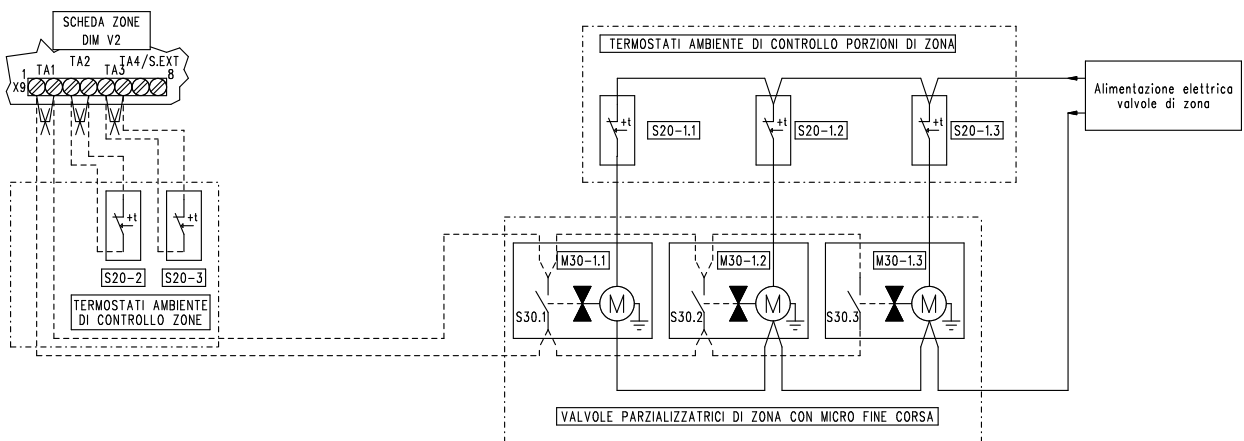 SCHEDA ZONE
DIM V2
TA2
TA4/S.EXT
1
TA1
TA3
8
X9
TERMOSTATI AMBIENTE DI CONTROLLO PORZIONI DI ZONA
Alimentazione elettrica
valvole di zona
+t
S20-1.1
+t
S20-1.2
+t
S20-1.3
+t
+t
S20-2
S20-3
TERMOSTATI AMBIENTE
DI CONTROLLO ZONE
M30-1.1
M30-1.2
M30-1.3
M
M
M
S30.1
S30.2
S30.3
VALVOLE PARZIALIZZATRICI DI ZONA CON MICRO FINE CORSA